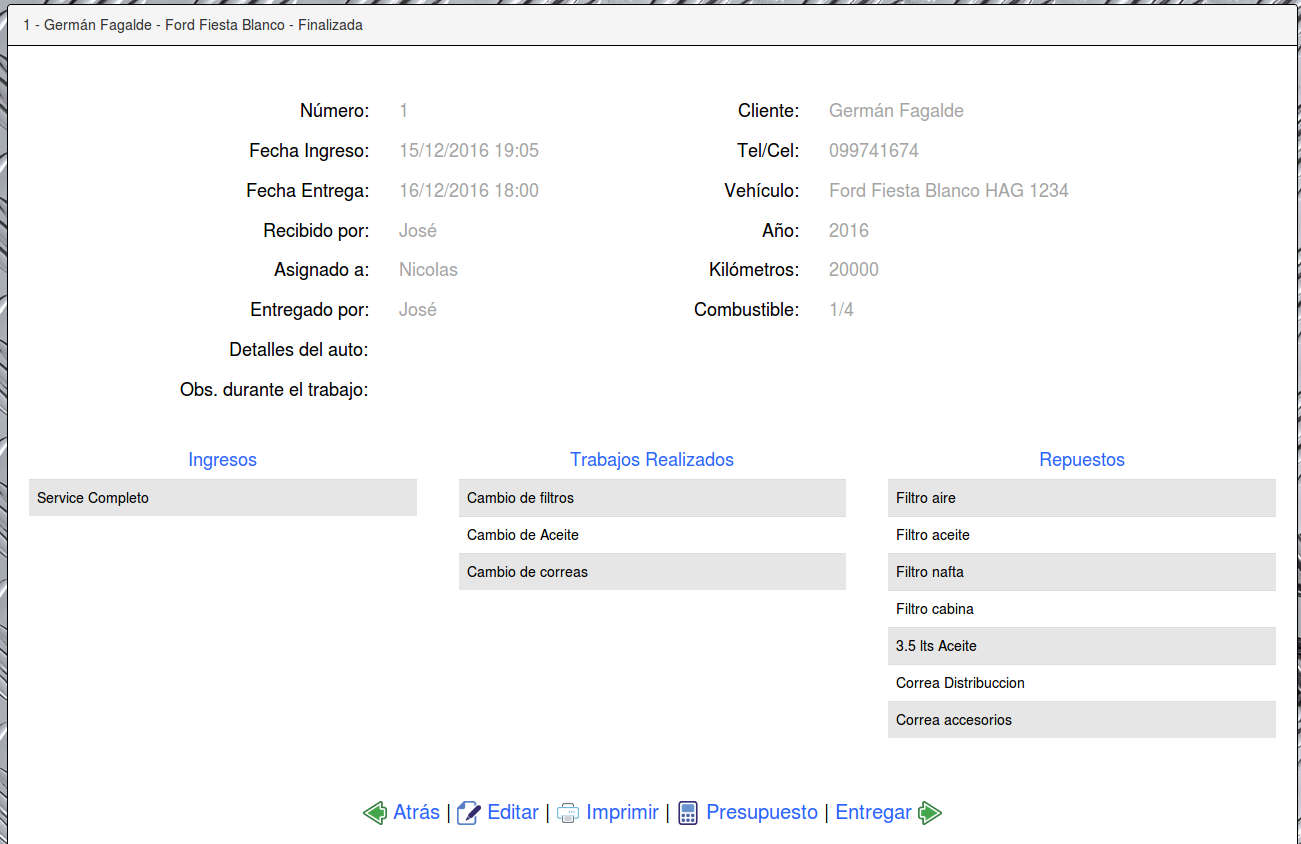 1 - Germán Fagalde - Ford Fiesta Blanco - Finalizada
Número: 1 Cliente: Germán Fagalde
Fecha Ingreso: 15/12/2016 19:05 Tel/Cel: 099741674
Fecha Entrega: 16/12/2016 18:00 Vehículo: Ford Fiesta Blanco HAG 1234
Recibido por: José Año: 2016
Asignado a: Nicolas Kilómetros: 20000
Entregado por: José Combustible: 1/4
Detalles del auto:
Obs. durante el trabajo:
Ingresos
Service Completo
Trabajos Realizados
Cambio de filtros
Cambio de Aceite
Cambio de correas
Repuestos
Filtro aire
Filtro aceite
Filtro nafta
Filtro cabina
3.5 lts Aceite
Correa Distribuccion
Correa accesorios
Atrás | Editar | Imprimir | Presupuesto | Entregar